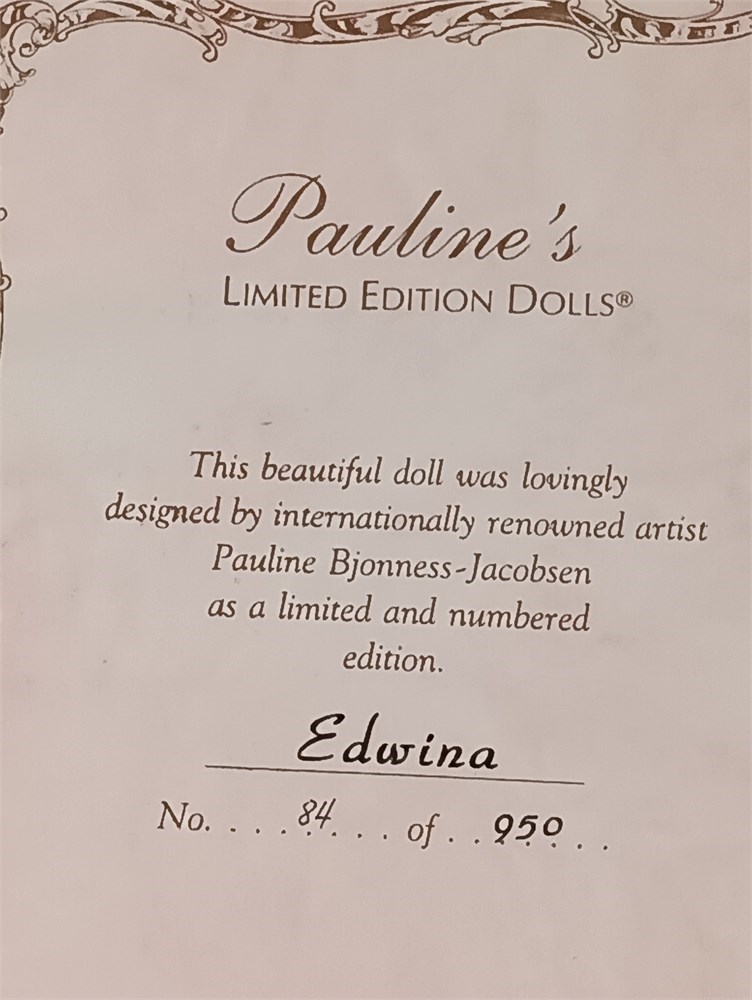 Pauline's
LIMITED EDITION DOLLS®
This beautiful doll was lovingly
designed by internationally renowned artist
Pauline Bjonness-Jacobsen
as a limited and numbered
edition.
Edwina
No. . . . 84 . . . of . . 950 . .